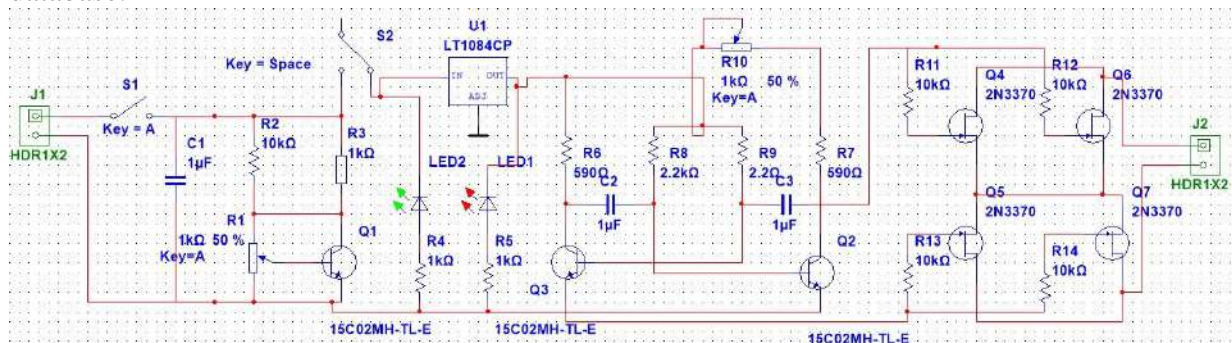 U1
LT1084CP
S2
IN OUT
ADJ
Key = Space
R10
1kΩ 50 %
Key=A
J1
HDR1X2
S1
Key = A
C1
1µF
R2
10kΩ
R3
1kΩ
R1
1kΩ 50 %
Key=A
Q1
LED2
LED1
R4
1kΩ
R5
1kΩ
R6
590Ω
R8
2.2kΩ
R9
2.2Ω
R7
590Ω
C2
1µF
C3
1µF
Q3
Q2
R11
10kΩ
Q4
2N3370
R12
10kΩ
Q6
2N3370
J2
HDR1X2
Q5
2N3370
Q7
2N3370
R13
10kΩ
R14
10kΩ
15C02MH-TL-E
15C02MH-TL-E
15C02MH-TL-E